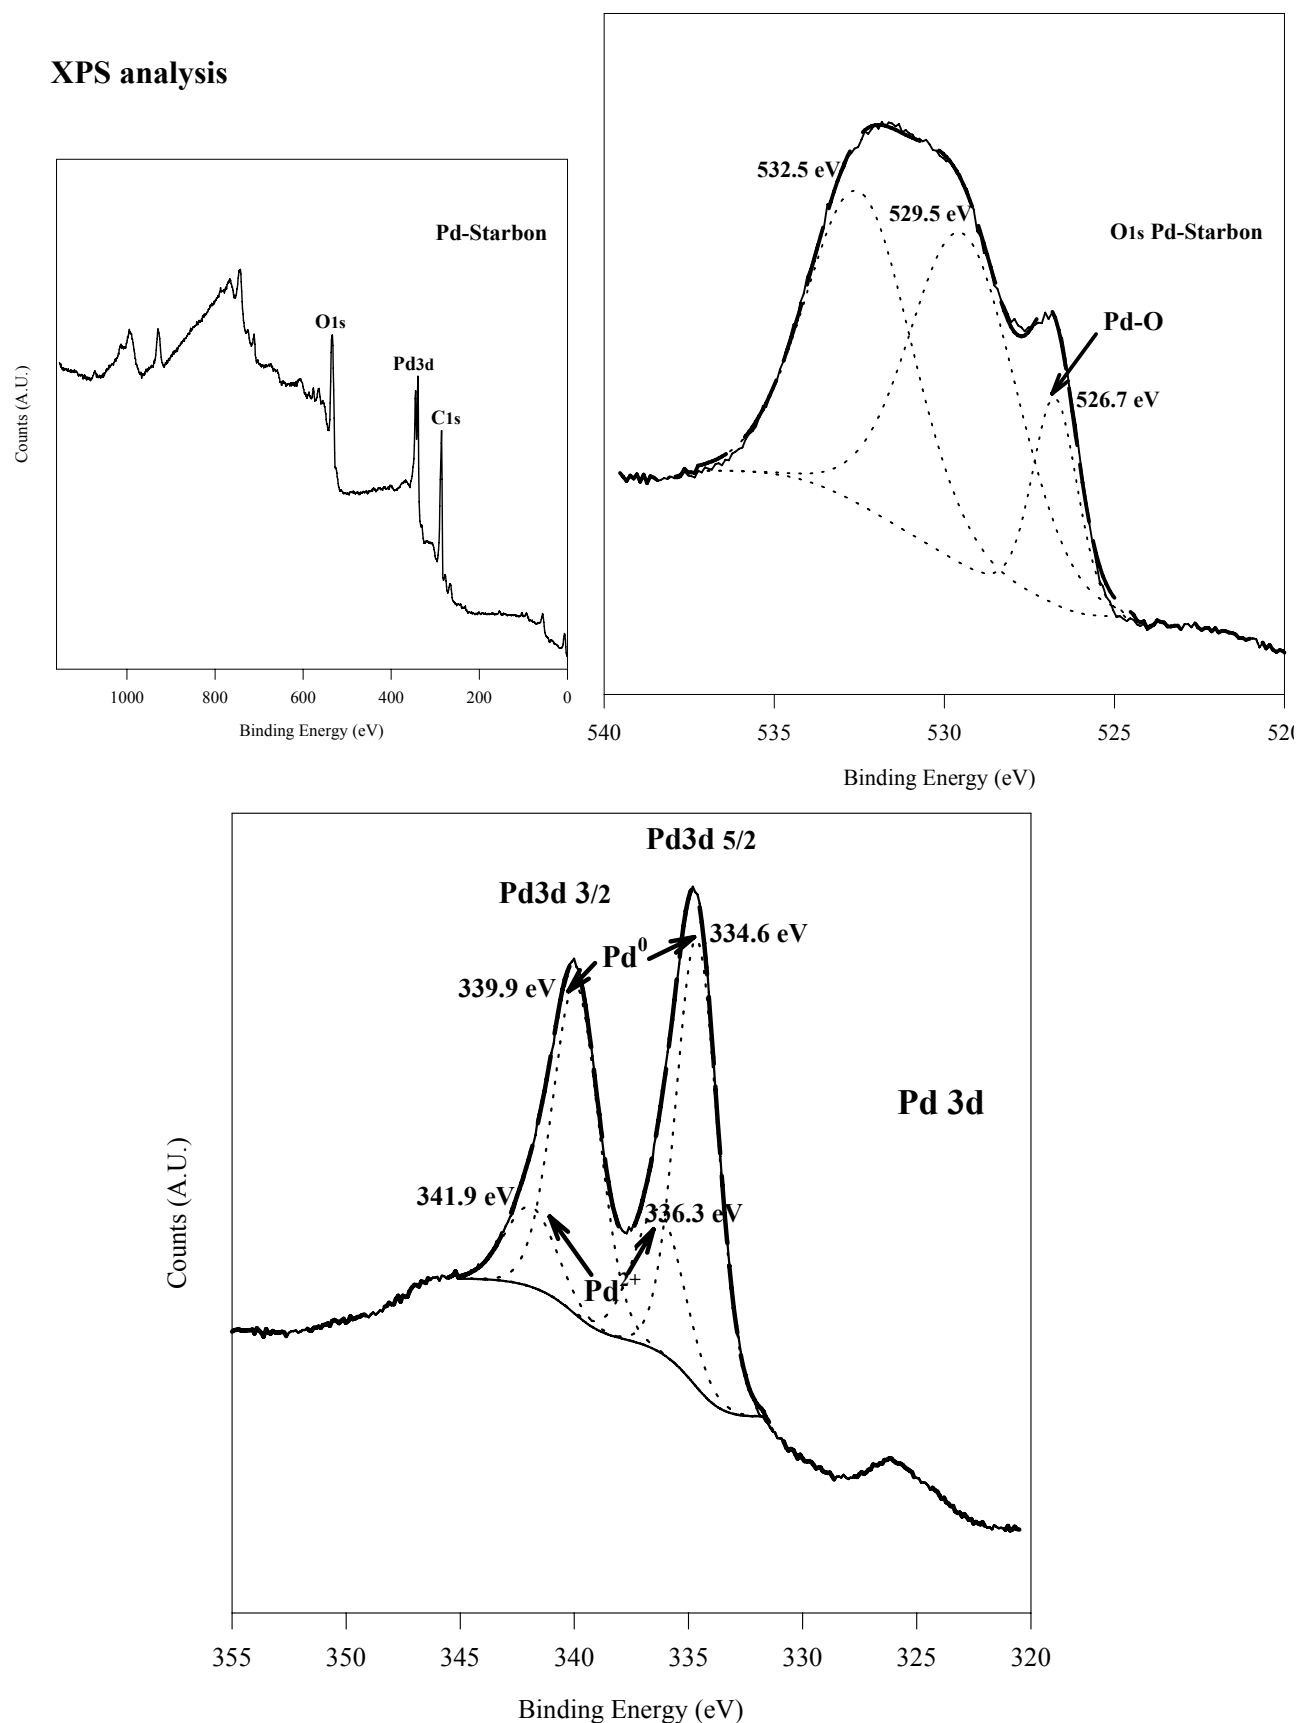 XPS analysis
Pd-Starbon
O1s
Pd3d
C1s
Counts (A.U.)
1000 800 600 400 200 0
Binding Energy (eV)
532.5 eV
529.5 eV
O1s Pd-Starbon
Pd-O
526.7 eV
540 535 530 525 520
Binding Energy (eV)
Pd3d 5/2
Pd3d 3/2
334.6 eV
Pd0
339.9 eV
Pd 3d
341.9 eV
336.3 eV
Pd2+
Counts (A.U.)
355 350 345 340 335 330 325 320
Binding Energy (eV)